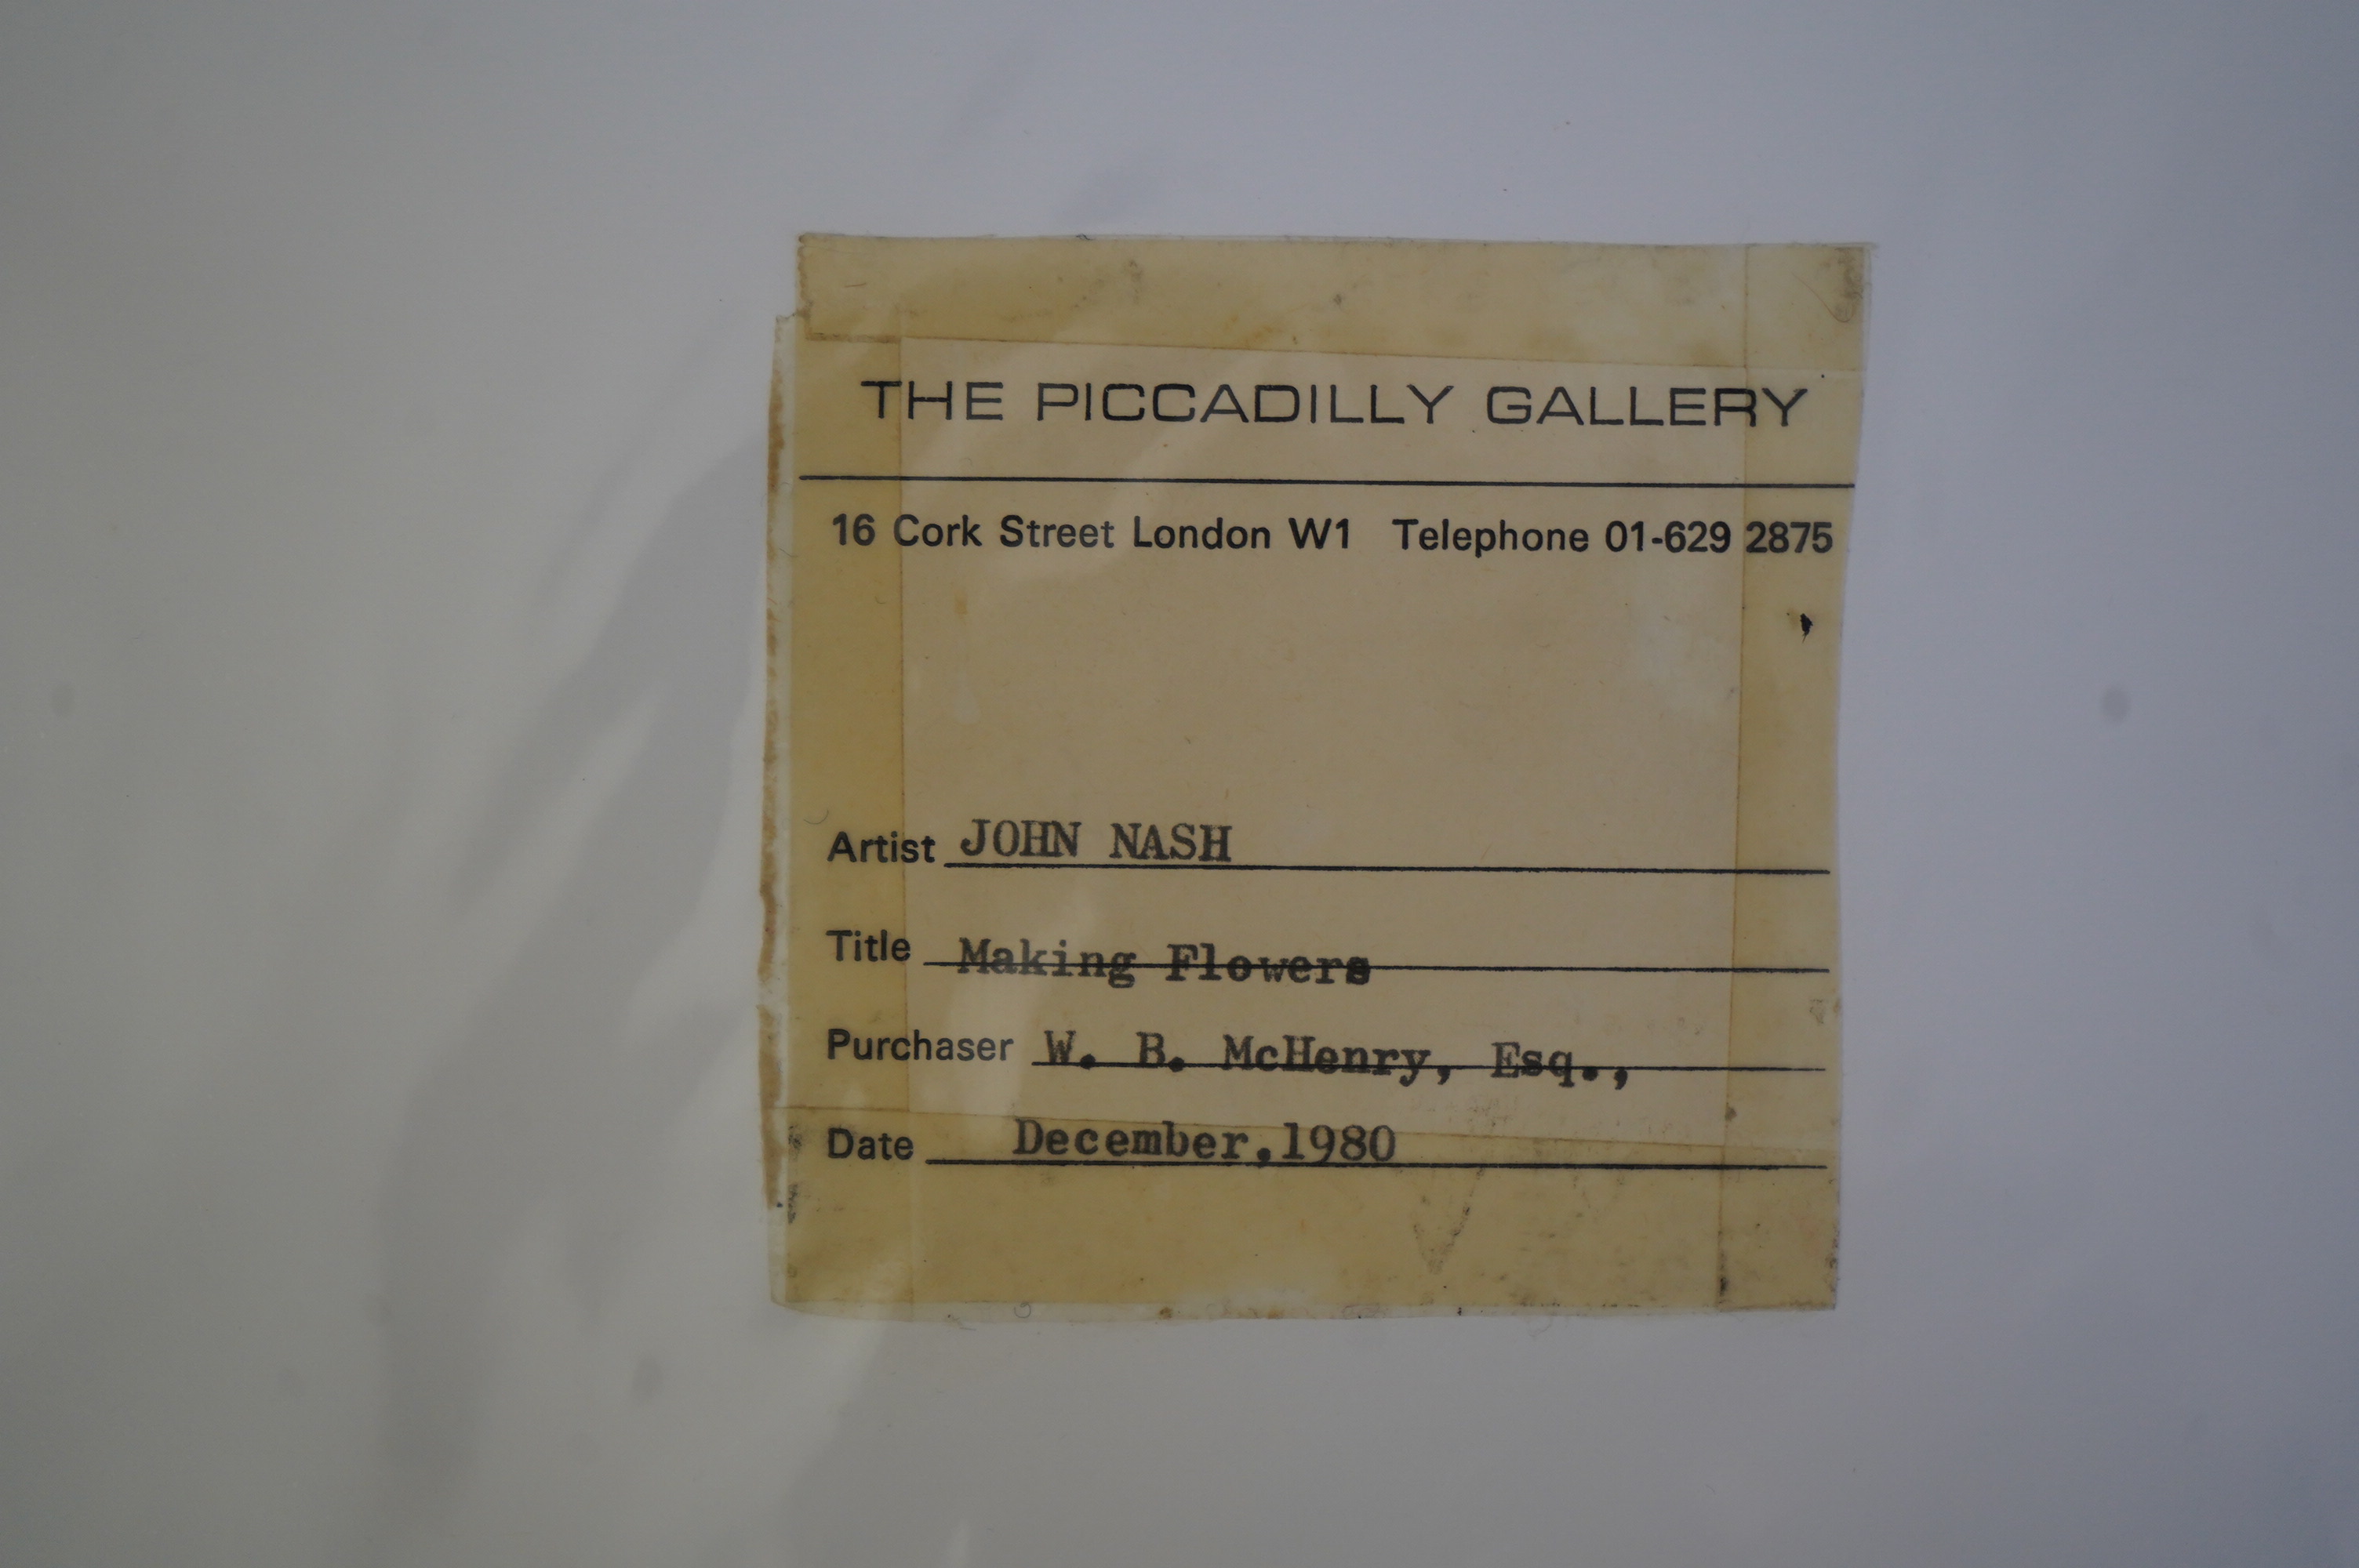 THE PICCADILLY GALLERY
16 Cork Street London W1 Telephone 01-629 2875
Artist JOHN NASH
Title Making Flowers
Purchaser W. B. McHenry, Esq.,
Date December,1980